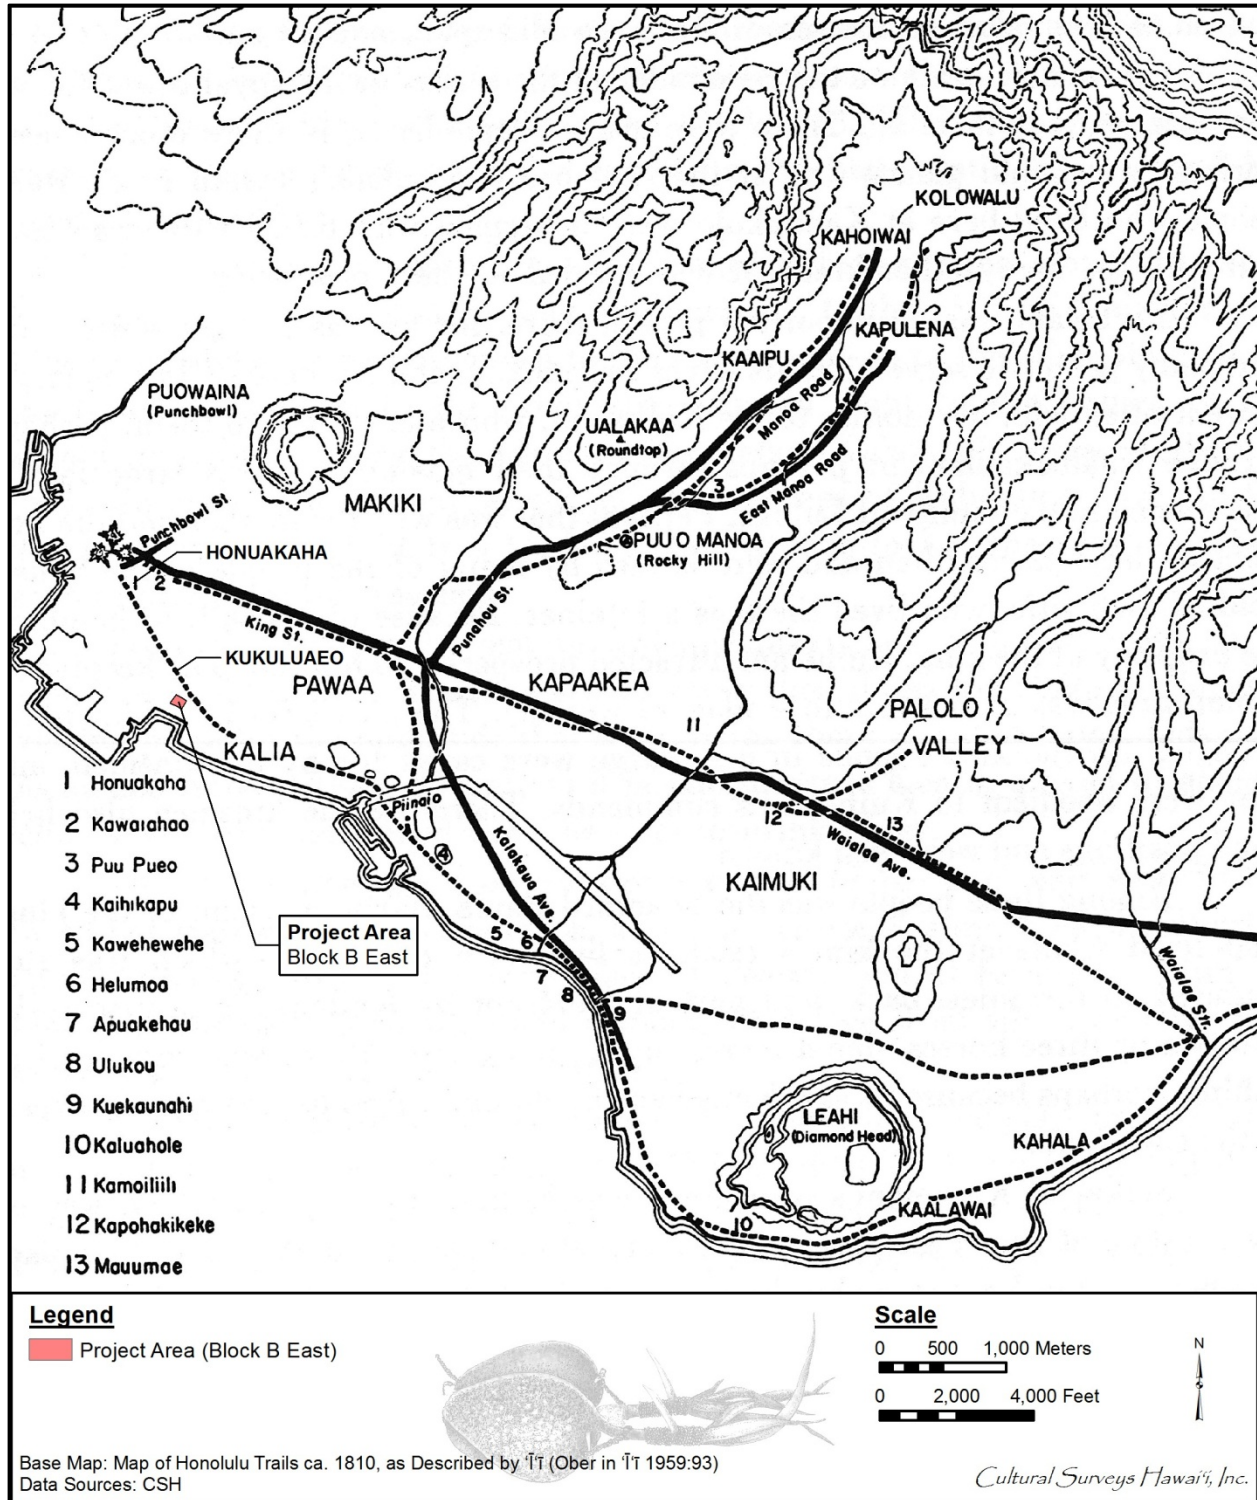 KOLOWALU
KAHOIWAI
KAPULENA
KAAIPU
PUOWAINA
(Punchbowl)
UALAKAA
(Roundtop)
Manoa Road
MAKIKI
3
East Manoa Road
Punchbowl St.
PUU O MANOA
(Rocky Hill)
HONUAKAHA
1 2
Punahou St.
King St.
KUKULUAEO
PAWAA
KAPAAKEA
PALOLO
VALLEY
11
KALIA
Piinaio
12
13
Waialae Ave.
4
Kalakaua Ave.
KAIMUKI
5
6
7
8
9
Waialae Str.
LEAHI
(Diamond Head)
KAHALA
KAALAWAI
10
1 Honuakaha
2 Kawaiahao
3 Puu Pueo
4 Kaihikapu
5 Kawehewehe
6 Helumoa
7 Apuakehau
8 Ulukou
9 Kuekaunahi
10 Kaluahole
11 Kamoiliili
12 Kapohakikeke
13 Mauumae
Project Area
Block B East
Legend
Project Area (Block B East)
Scale
0 500 1,000 Meters
0 2,000 4,000 Feet
N
Base Map: Map of Honolulu Trails ca. 1810, as Described by ʻĪʻī (Ober in ʻĪʻī 1959:93)
Data Sources: CSH
Cultural Surveys Hawaiʻi, Inc.